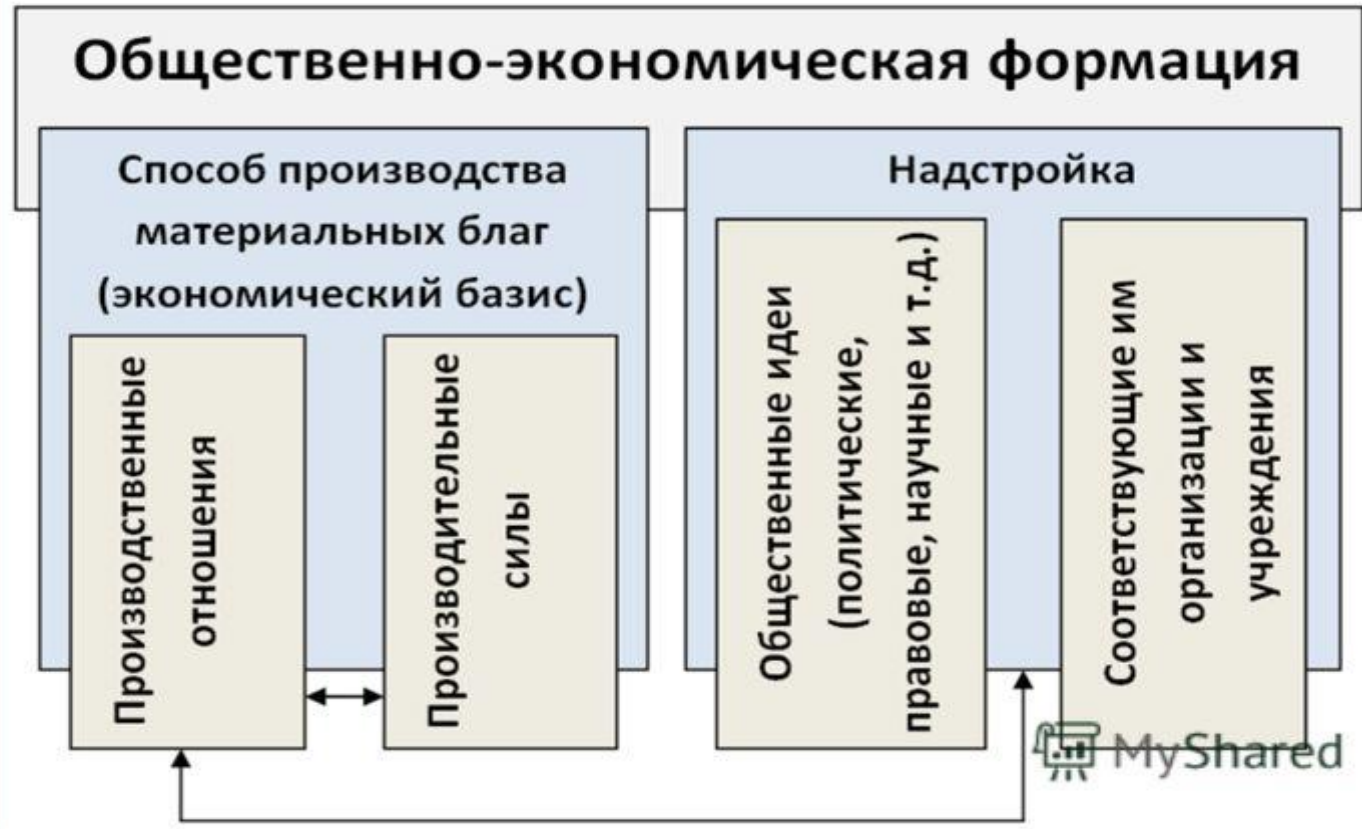 Общественно-экономическая формация
Способ производства
материальных благ
(экономический базис)
Производственные
отношения
Производительные
силы
Надстройка
Общественные идеи
(политические,
правовые, научные и т.д.)
Соответствующие им
организации и
учреждения
MyShared